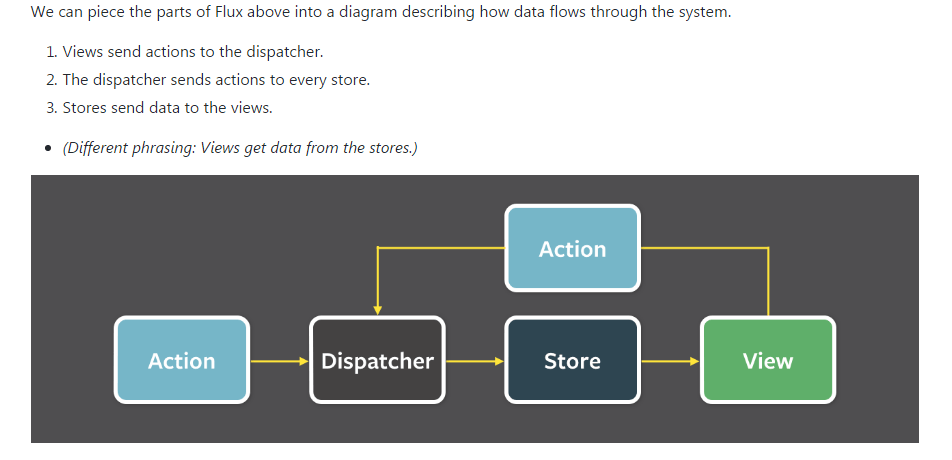 We can piece the parts of Flux above into a diagram describing how data flows through the system.
1. Views send actions to the dispatcher.
2. The dispatcher sends actions to every store.
3. Stores send data to the views.
• (Different phrasing: Views get data from the stores.)
Action
Action
Dispatcher
Store
View